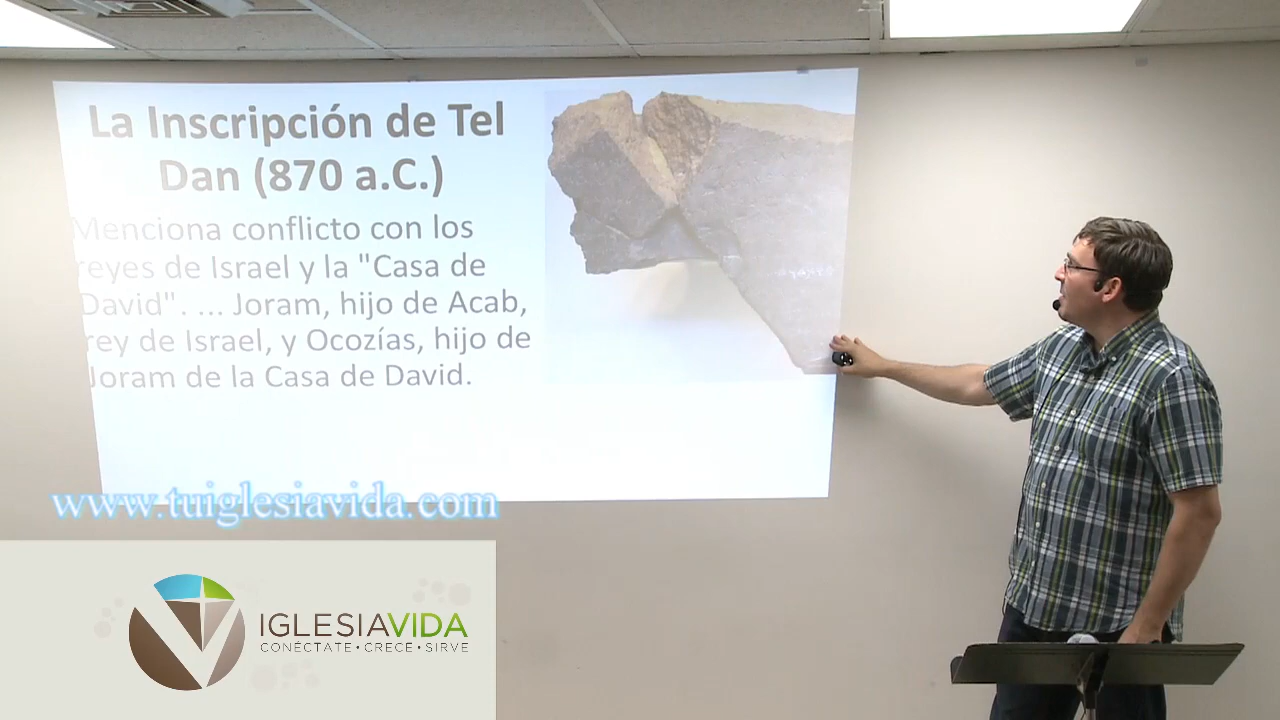 La Inscripción de Tel
Dan (870 a.C.)
Menciona conflicto con los
reyes de Israel y la "Casa de
David". ... Joram, hijo de Acab,
rey de Israel, y Ocozías, hijo de
Joram de la Casa de David.
www.tuiglesiavida.com
IGLESIAVIDA
CONÉCTATE • CRECE • SIRVE